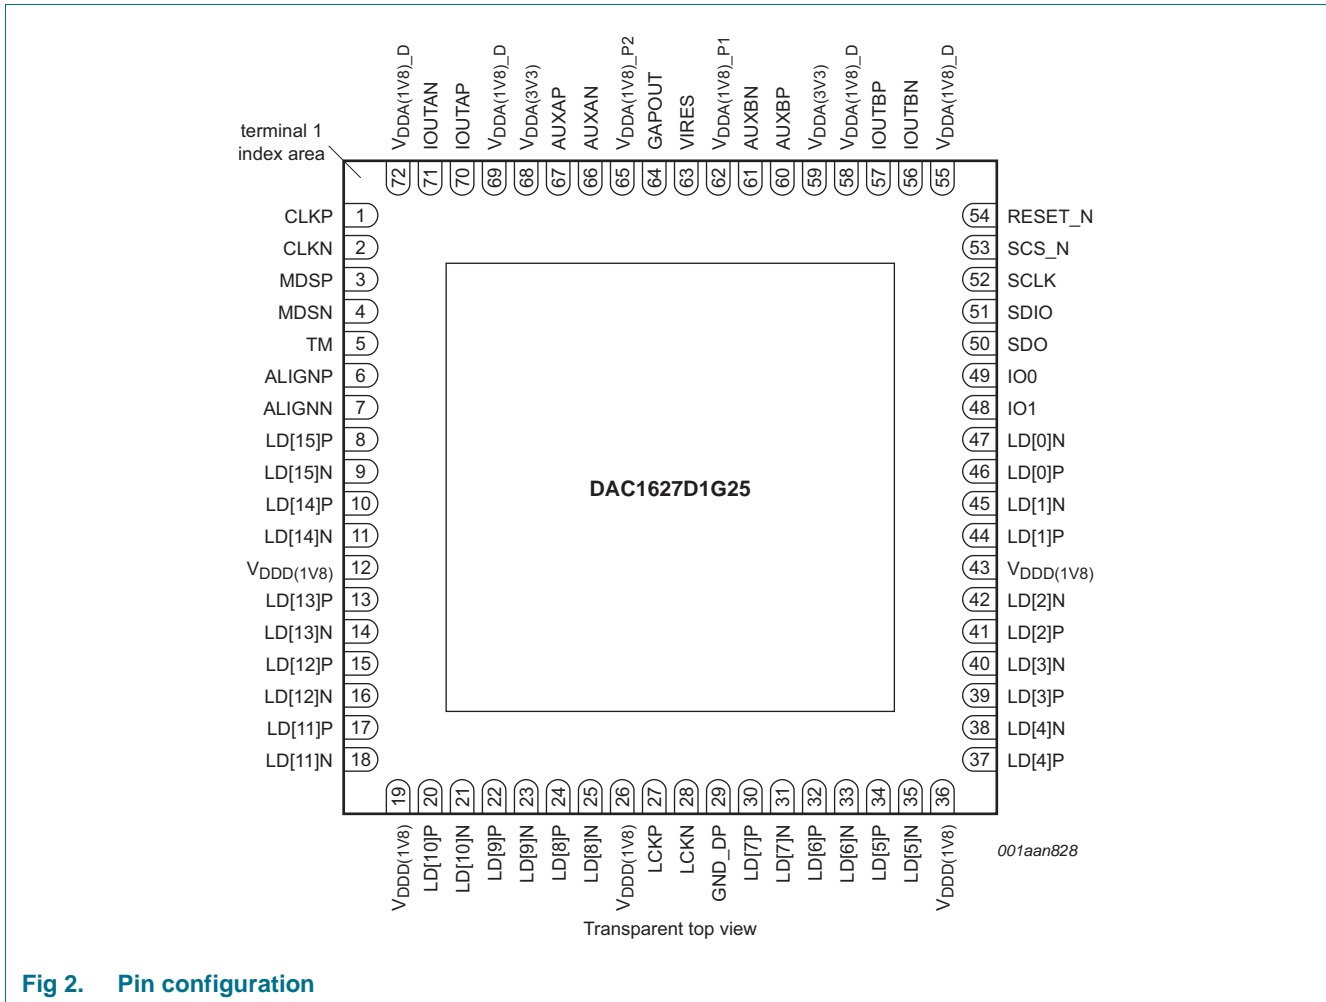 VDDA(1V8)_D
IOUTAN
IOUTAP
VDDA(1V8)_D
VDDA(3V3)
AUXAP
AUXAN
VDDA(1V8)_P2
GAPOUT
VIRES
VDDA(1V8)_P1
AUXBN
AUXBP
VDDA(3V3)
VDDA(1V8)_D
IOUTBP
IOUTBN
VDDA(1V8)_D
terminal 1
index area
72 71 70 69 68 67 66 65 64 63 62 61 60 59 58 57 56 55
CLKP 1
CLKN 2
MDSP 3
MDSN 4
TM 5
ALIGNP 6
ALIGNN 7
LD[15]P 8
LD[15]N 9
LD[14]P 10
LD[14]N 11
VDDD(1V8) 12
LD[13]P 13
LD[13]N 14
LD[12]P 15
LD[12]N 16
LD[11]P 17
LD[11]N 18
DAC1627D1G25
54 RESET_N
53 SCS_N
52 SCLK
51 SDIO
50 SDO
49 IO0
48 IO1
47 LD[0]N
46 LD[0]P
45 LD[1]N
44 LD[1]P
43 VDDD(1V8)
42 LD[2]N
41 LD[2]P
40 LD[3]N
39 LD[3]P
38 LD[4]N
37 LD[4]P
19 20 21 22 23 24 25 26 27 28 29 30 31 32 33 34 35 36
VDDD(1V8)
LD[10]P
LD[10]N
LD[9]P
LD[9]N
LD[8]P
LD[8]N
VDDD(1V8)
LCKP
LCKN
GND_DP
LD[7]P
LD[7]N
LD[6]P
LD[6]N
LD[5]P
LD[5]N
VDDD(1V8)
001aan828
Transparent top view
Fig 2. Pin configuration